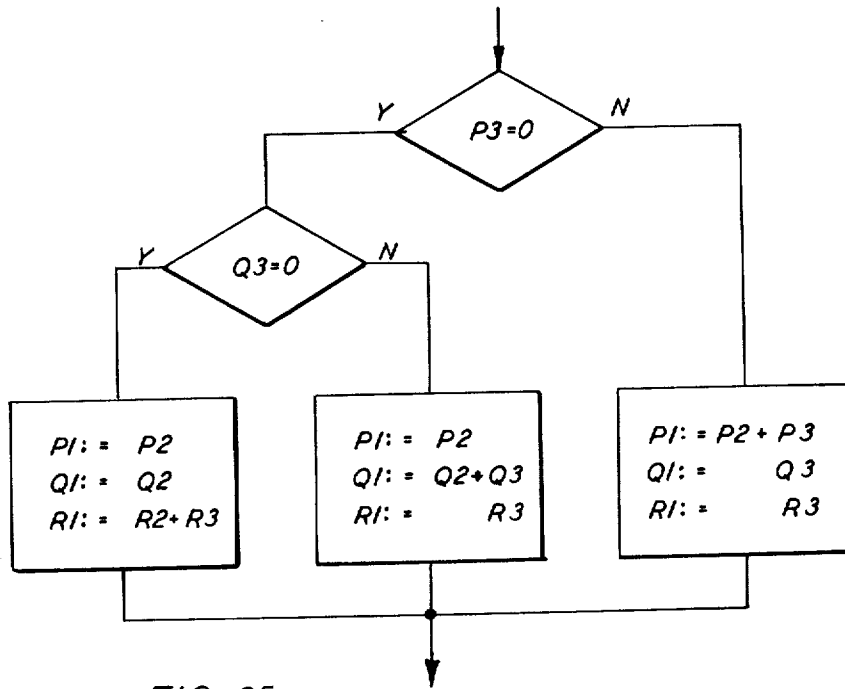 P3=0
Y
N
Q3=0
Y
N
P1:= P2
Q1:= Q2
R1:= R2+R3
P1:= P2
Q1:= Q2+Q3
R1:= R3
P1:= P2+P3
Q1:= Q3
R1:= R3